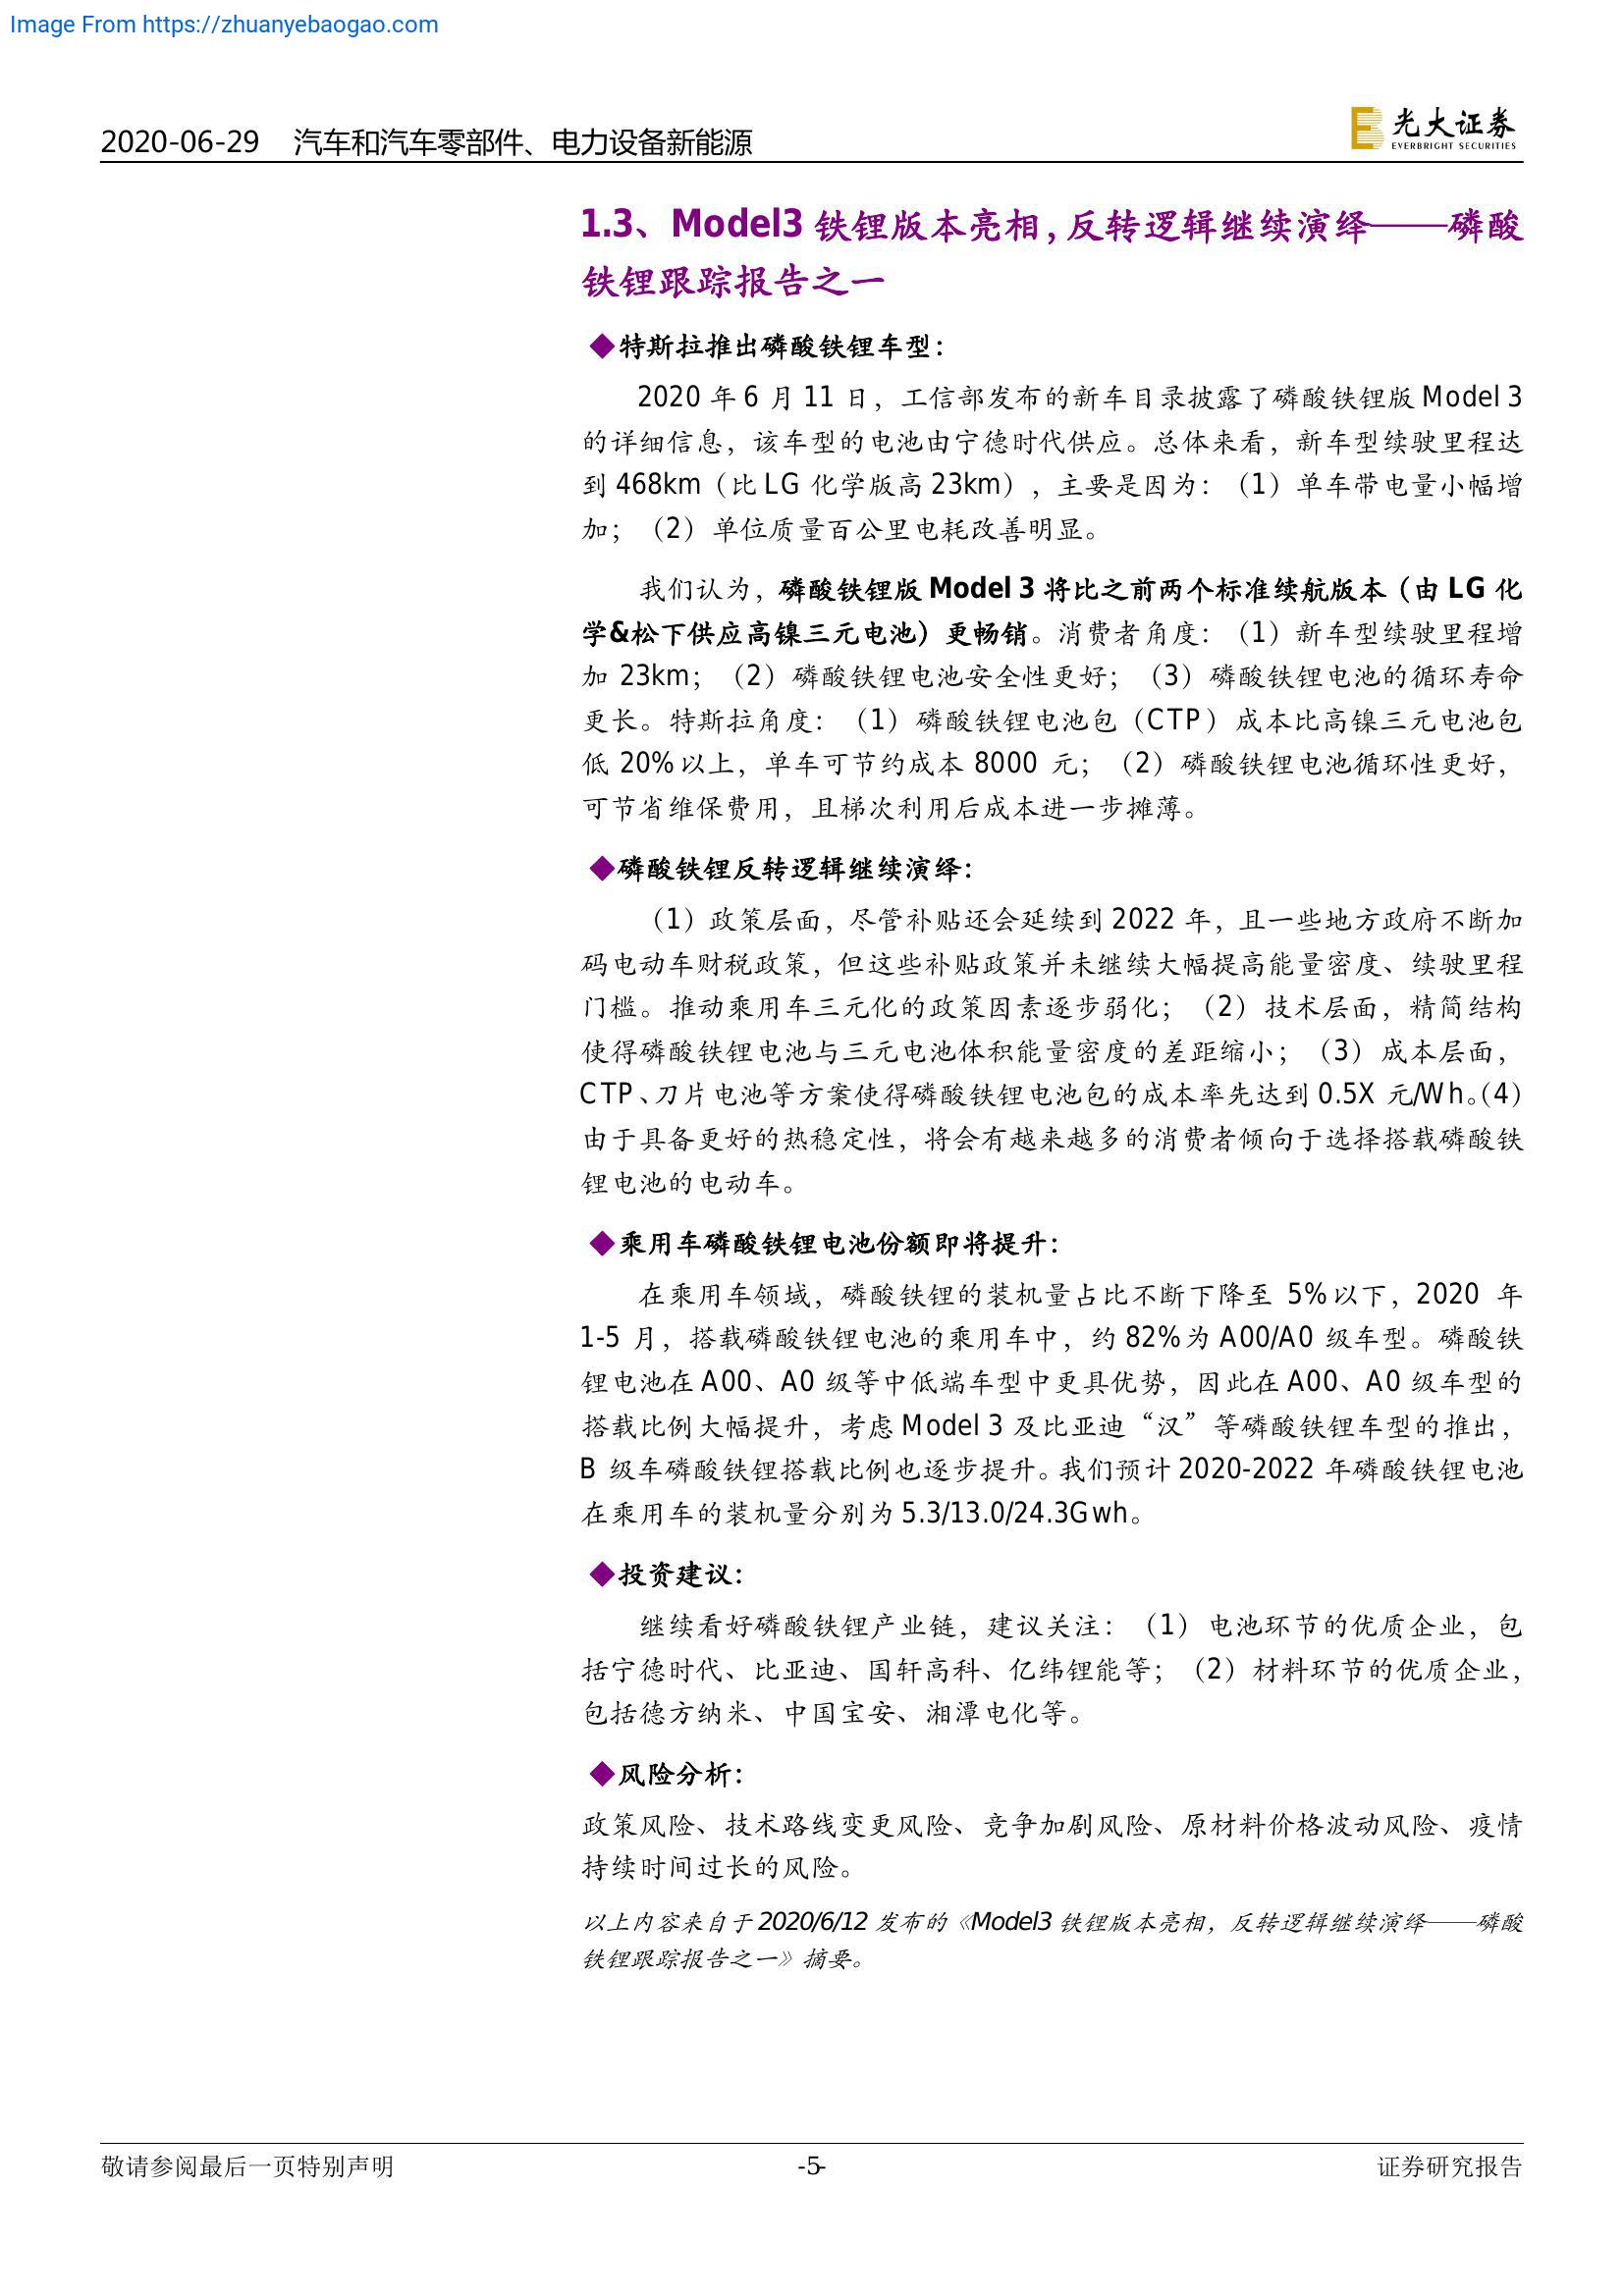 Image From https://zhuanyebaogao.com
2020-06-29 汽车和汽车零部件、电力设备新能源
光大证券
EVERBRIGHT SECURITIES
1.3、Model3 铁锂版本亮相，反转逻辑继续演绎——磷酸
铁锂跟踪报告之一
◆特斯拉推出磷酸铁锂车型：
2020 年 6 月 11 日，工信部发布的新车目录披露了磷酸铁锂版 Model 3
的详细信息，该车型的电池由宁德时代供应。总体来看，新车型续驶里程达
到 468km（比 LG 化学版高 23km），主要是因为：（1）单车带电量小幅增
加；（2）单位质量百公里电耗改善明显。
我们认为，磷酸铁锂版 Model 3 将比之前两个标准续航版本（由 LG 化
学&松下供应高镍三元电池）更畅销。消费者角度：（1）新车型续驶里程增
加 23km；（2）磷酸铁锂电池安全性更好；（3）磷酸铁锂电池的循环寿命
更长。特斯拉角度：（1）磷酸铁锂电池包（CTP）成本比高镍三元电池包
低 20%以上，单车可节约成本 8000 元；（2）磷酸铁锂电池循环性更好，
可节省维保费用，且梯次利用后成本进一步摊薄。
◆磷酸铁锂反转逻辑继续演绎：
（1）政策层面，尽管补贴还会延续到 2022 年，且一些地方政府不断加
码电动车财税政策，但这些补贴政策并未继续大幅提高能量密度、续驶里程
门槛。推动乘用车三元化的政策因素逐步弱化；（2）技术层面，精简结构
使得磷酸铁锂电池与三元电池体积能量密度的差距缩小；（3）成本层面，
CTP、刀片电池等方案使得磷酸铁锂电池包的成本率先达到 0.5X 元/Wh。（4）
由于具备更好的热稳定性，将会有越来越多的消费者倾向于选择搭载磷酸铁
锂电池的电动车。
◆乘用车磷酸铁锂电池份额即将提升：
在乘用车领域，磷酸铁锂的装机量占比不断下降至 5%以下，2020 年
1-5 月，搭载磷酸铁锂电池的乘用车中，约 82%为 A00/A0 级车型。磷酸铁
锂电池在 A00、A0 级等中低端车型中更具优势，因此在 A00、A0 级车型的
搭载比例大幅提升，考虑 Model 3 及比亚迪“汉”等磷酸铁锂车型的推出，
B 级车磷酸铁锂搭载比例也逐步提升。我们预计 2020-2022 年磷酸铁锂电池
在乘用车的装机量分别为 5.3/13.0/24.3Gwh。
◆投资建议：
继续看好磷酸铁锂产业链，建议关注：（1）电池环节的优质企业，包
括宁德时代、比亚迪、国轩高科、亿纬锂能等；（2）材料环节的优质企业，
包括德方纳米、中国宝安、湘潭电化等。
◆风险分析：
政策风险、技术路线变更风险、竞争加剧风险、原材料价格波动风险、疫情
持续时间过长的风险。
以上内容来自于 2020/6/12 发布的《Model3 铁锂版本亮相，反转逻辑继续演绎——磷酸
铁锂跟踪报告之一》摘要。
敬请参阅最后一页特别声明 -5- 证券研究报告